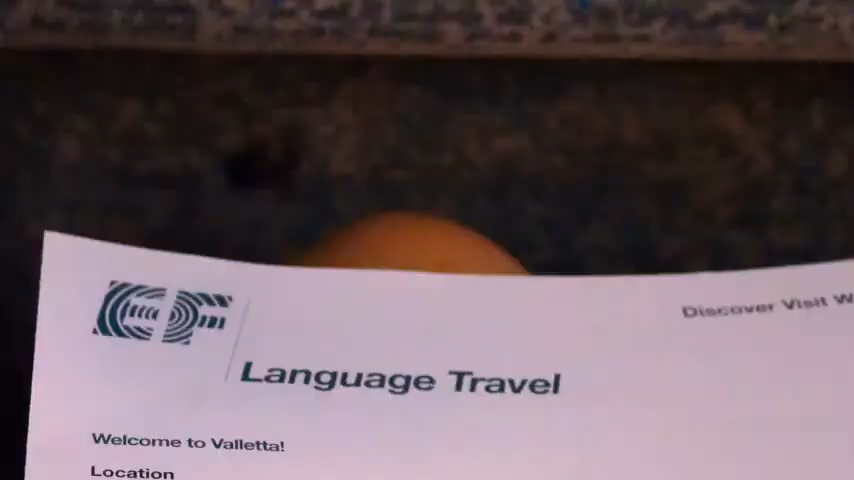 EF
Language Travel
Discover Visit W
Welcome to Valletta!
Location